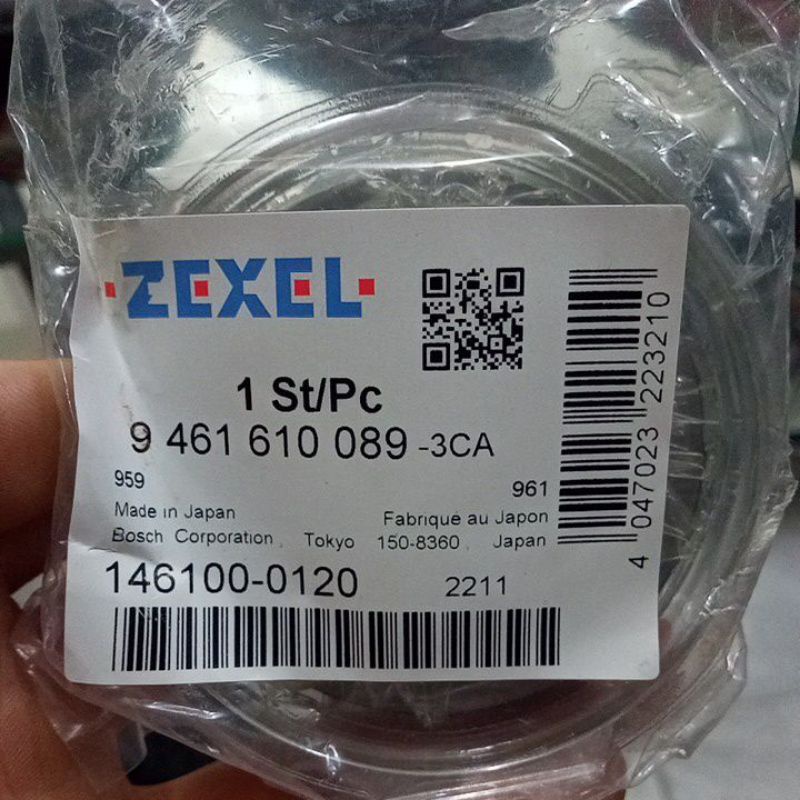 ZEXEL
1 St/Pc
9 461 610 089 -3CA
959
961
Made in Japan
Fabriqué au Japon
Bosch Corporation, Tokyo 150-8360, Japan
146100-0120
2211
4 047023 223210